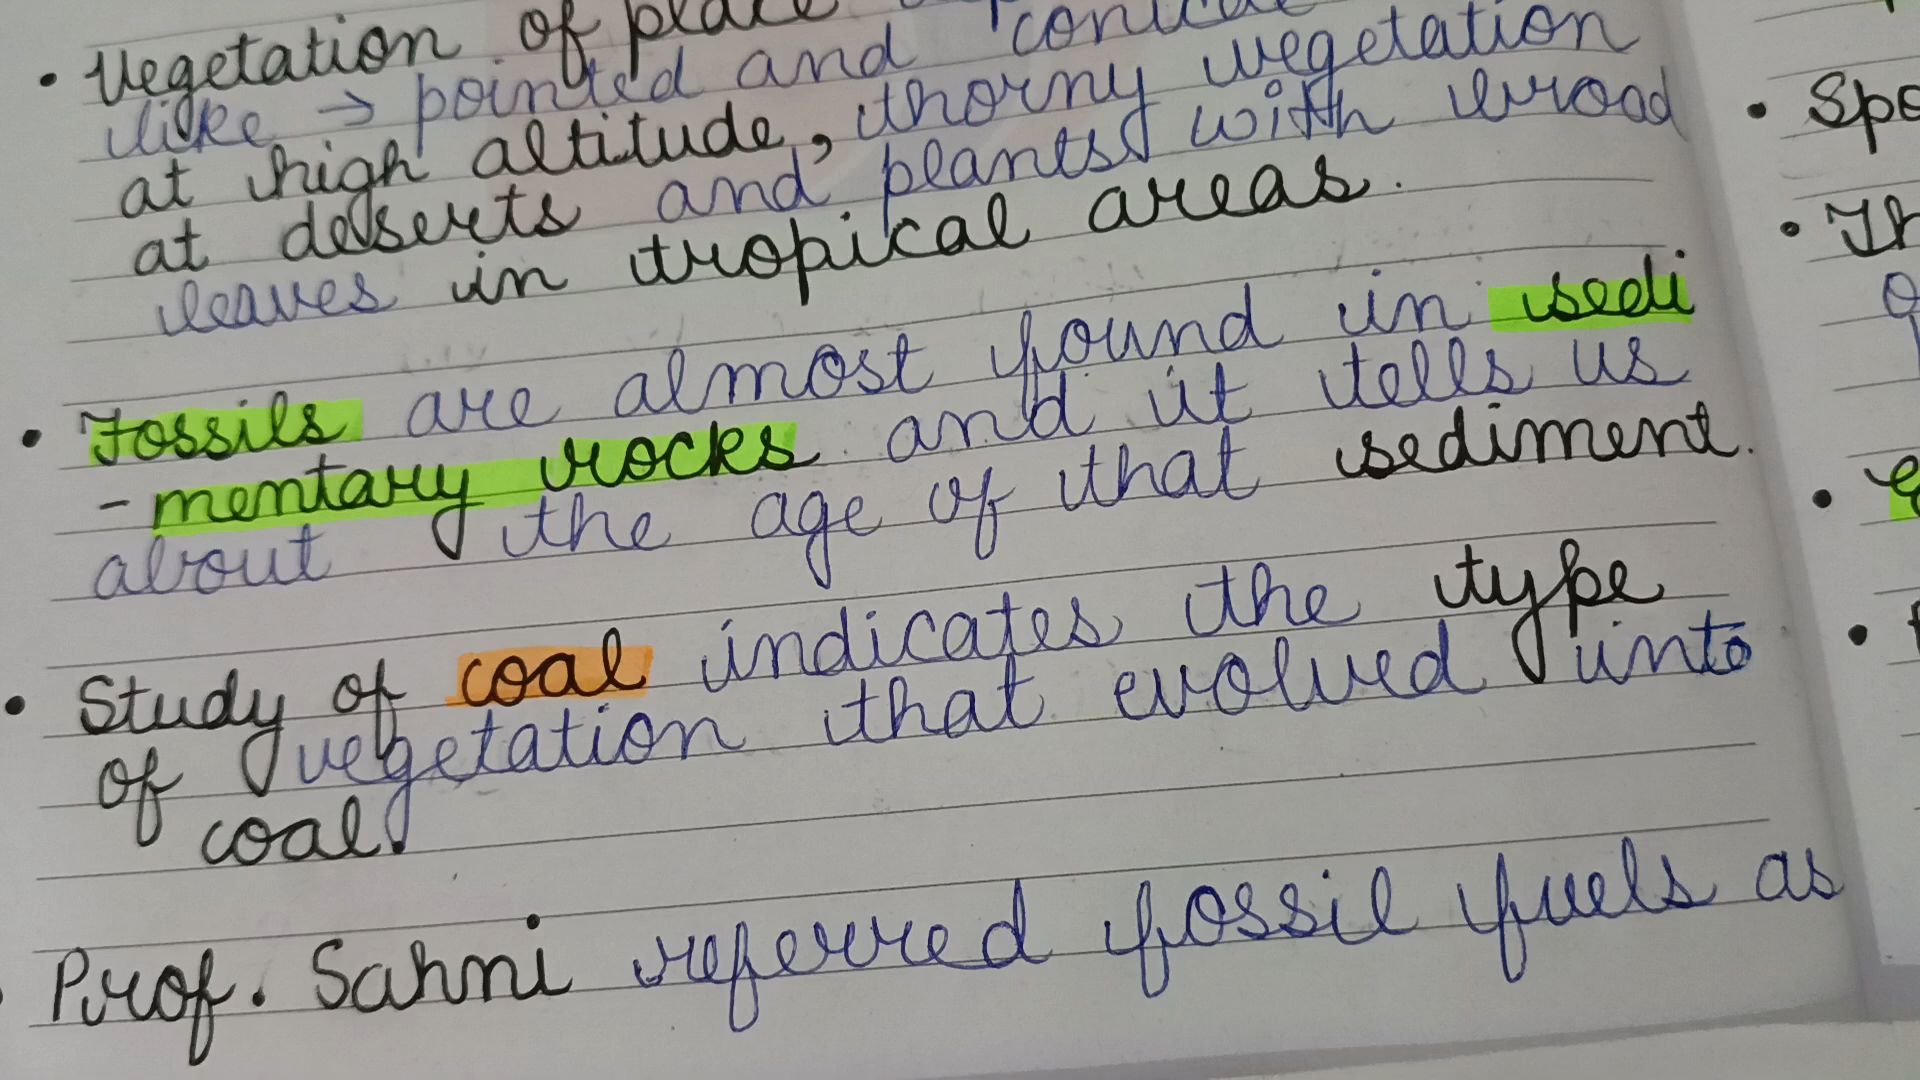 • Vegetation of place
like → pointed and conical
at high altitude, thorny vegetation
at deserts and plants with broad
leaves in tropical areas.
• Fossils are almost found in sedi
- mentary rocks and it tells us
about the age of that sediment.
• Study of coal indicates the type
of vegetation that evolved into
coal.
Prof. Sahni referred fossil fuels as